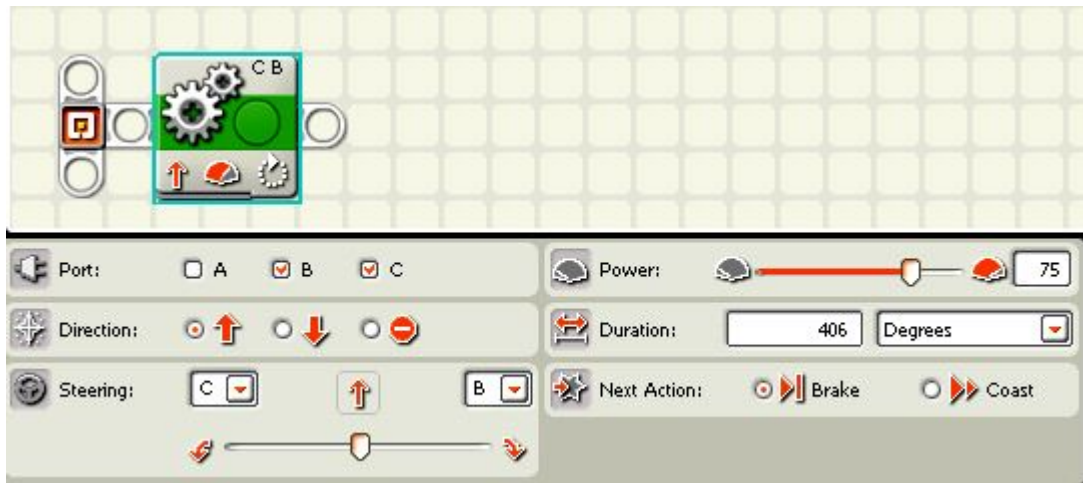 C B
Port: A B C
Power: 75
Direction:
Duration: 406 Degrees
Steering: C B
Next Action: Brake Coast